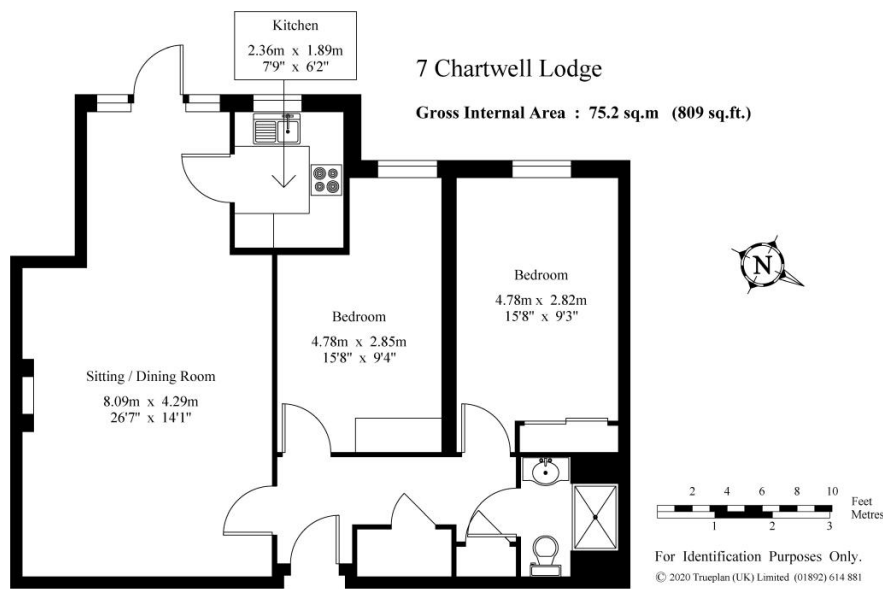 Kitchen
2.36m x 1.89m
7'9" x 6'2"
7 Chartwell Lodge
Gross Internal Area : 75.2 sq.m (809 sq.ft.)
N
Bedroom
4.78m x 2.82m
15'8" x 9'3"
Bedroom
4.78m x 2.85m
15'8" x 9'4"
Sitting / Dining Room
8.09m x 4.29m
26'7" x 14'1"
2 4 6 8 10
Feet
Metres
1 2 3
For Identification Purposes Only.
© 2020 Trueplan (UK) Limited (01892) 614 881